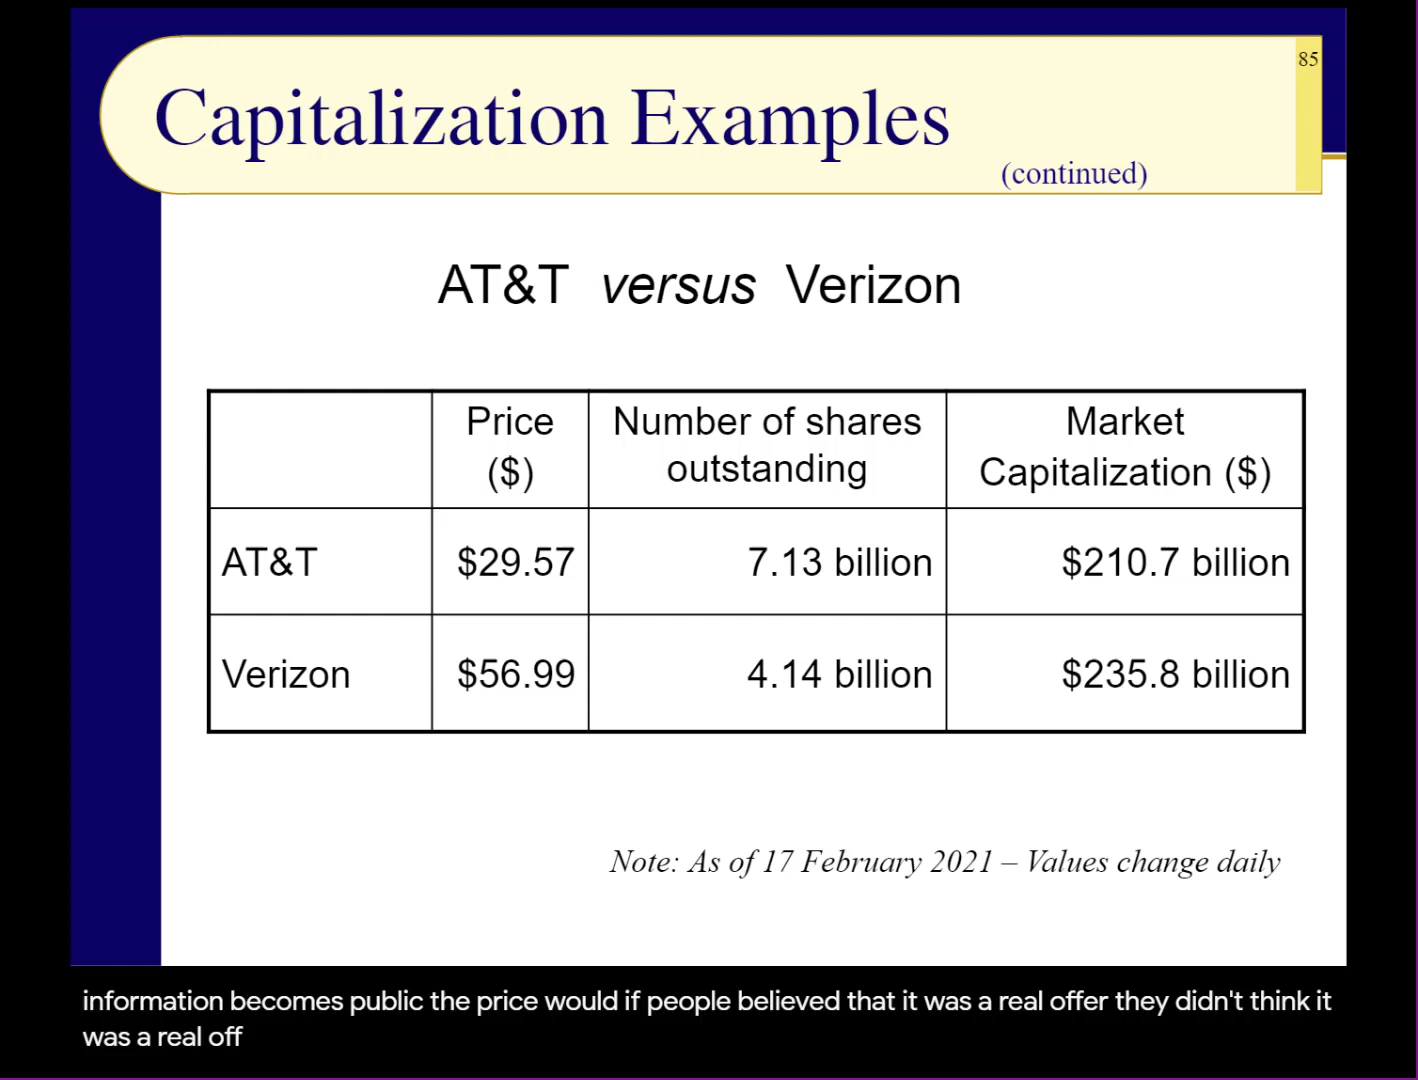 85
Capitalization Examples
(continued)
AT&T versus Verizon
Price Number of shares Market
($) outstanding Capitalization ($)
AT&T $29.57 7.13 billion $210.7 billion
Verizon $56.99 4.14 billion $235.8 billion
Note: As of 17 February 2021 – Values change daily
information becomes public the price would if people believed that it was a real offer they didn't think it
was a real off